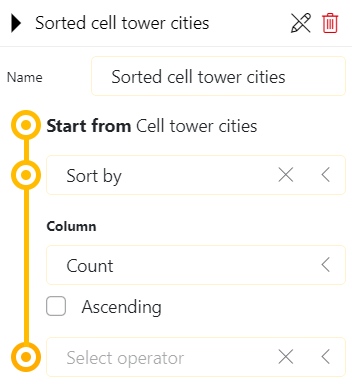 Sorted cell tower cities
Name Sorted cell tower cities
Start from Cell tower cities
Sort by
Column
Count
Ascending
Select operator